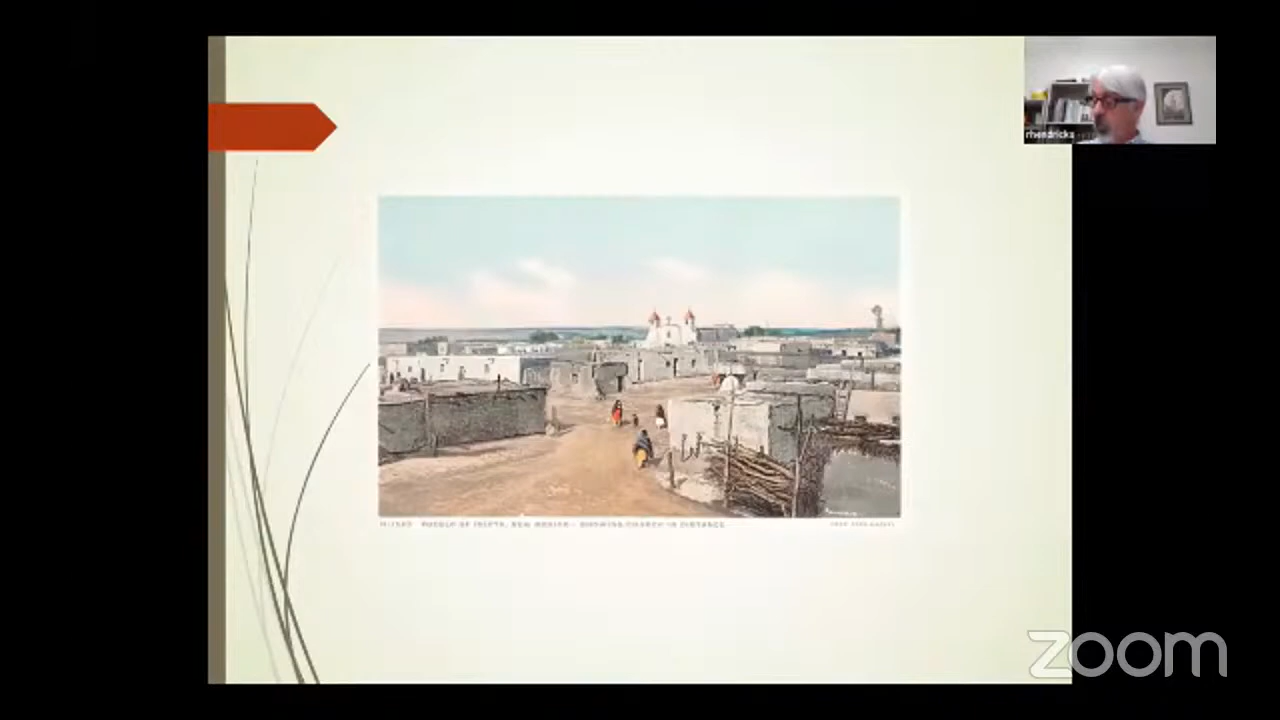 rhendricks
PUEBLO OF ISLETA, NEW MEXICO - SHOWING CHURCH IN DISTANCE
zoom